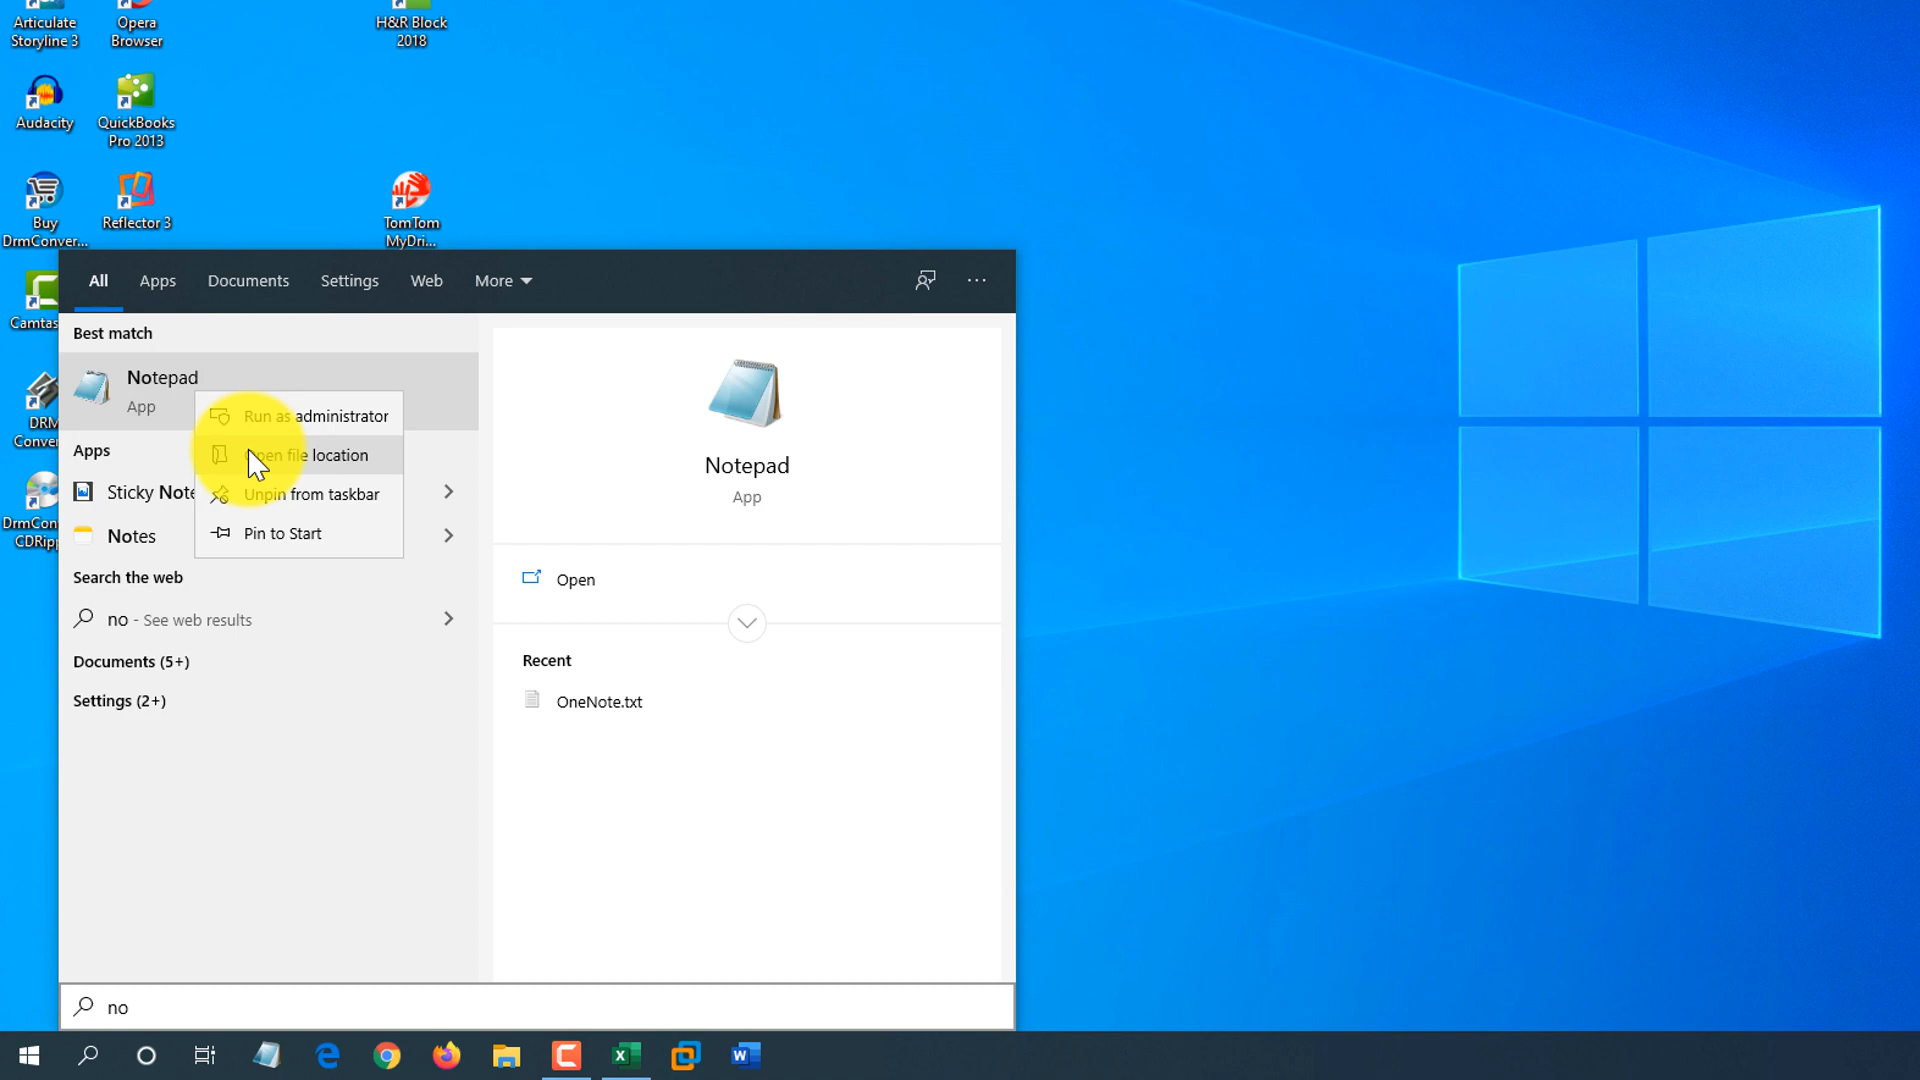 Articulate
Storyline 3
Opera
Browser
H&R Block
2018
Audacity
QuickBooks
Pro 2013
Buy
DrmConver...
Reflector 3
TomTom
MyDri...
Camtas
DRM
Conver
DrmCon
CDRip
All Apps Documents Settings Web More
Best match
Notepad
App
Run as administrator
Open file location
Unpin from taskbar
Pin to Start
Apps
Sticky Note
Notes
Search the web
no - See web results
Documents (5+)
Settings (2+)
Notepad
App
Open
Recent
OneNote.txt
no